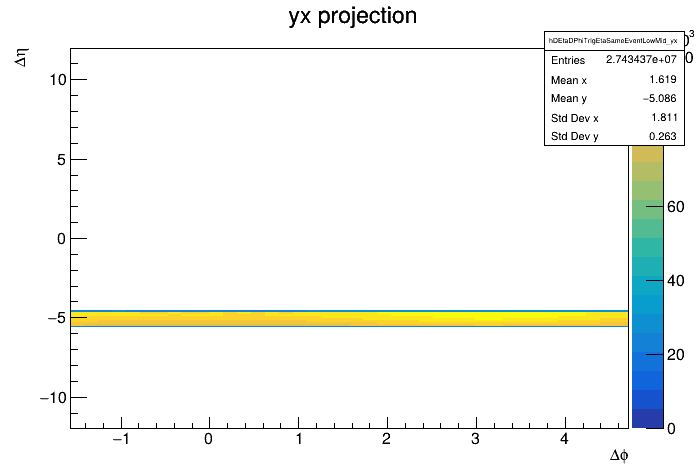 yx projection
hDEtaDPhiTrigEtaSameEventLowMid_yx
Entries 2.743437e+07
Mean x 1.619
Mean y −5.086
Std Dev x 1.811
Std Dev y 0.263
Δη
10
5
0
−5
−10
−1 0 1 2 3 4
Δϕ
60
40
20
0